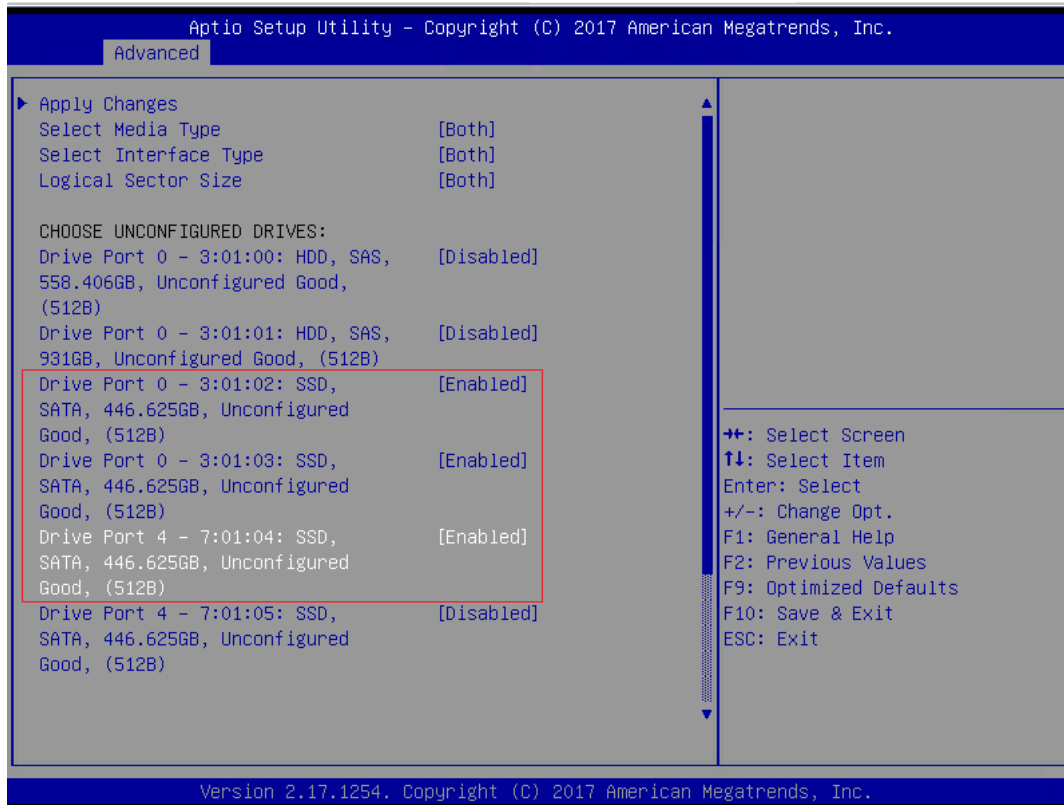 Aptio Setup Utility – Copyright (C) 2017 American Megatrends, Inc.
Advanced
Apply Changes
Select Media Type [Both]
Select Interface Type [Both]
Logical Sector Size [Both]
CHOOSE UNCONFIGURED DRIVES:
Drive Port 0 – 3:01:00: HDD, SAS, [Disabled]
558.406GB, Unconfigured Good,
(512B)
Drive Port 0 – 3:01:01: HDD, SAS, [Disabled]
931GB, Unconfigured Good, (512B)
Drive Port 0 – 3:01:02: SSD, [Enabled]
SATA, 446.625GB, Unconfigured
Good, (512B)
Drive Port 0 – 3:01:03: SSD, [Enabled]
SATA, 446.625GB, Unconfigured
Good, (512B)
Drive Port 4 – 7:01:04: SSD, [Enabled]
SATA, 446.625GB, Unconfigured
Good, (512B)
Drive Port 4 – 7:01:05: SSD, [Disabled]
SATA, 446.625GB, Unconfigured
Good, (512B)
→←: Select Screen
↑↓: Select Item
Enter: Select
+/-: Change Opt.
F1: General Help
F2: Previous Values
F9: Optimized Defaults
F10: Save & Exit
ESC: Exit
Version 2.17.1254. Copyright (C) 2017 American Megatrends, Inc.